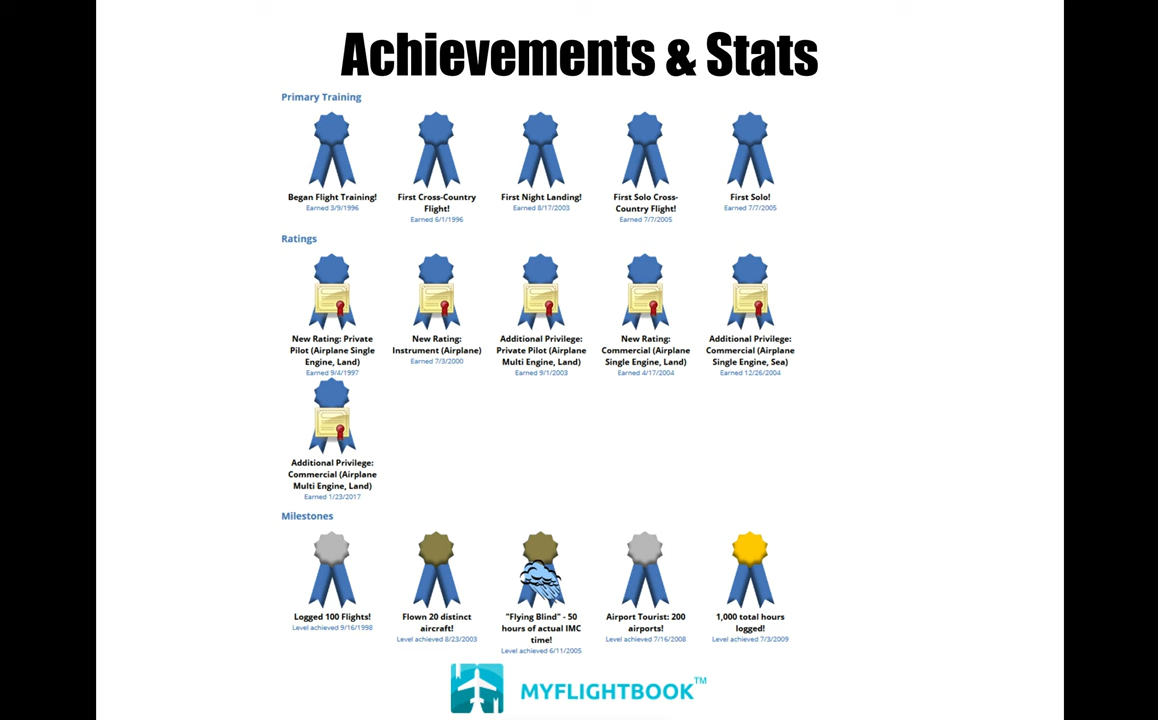 Achievements & Stats
Primary Training
Began Flight Training!
Earned 3/9/1996
First Cross-Country
Flight!
Earned 6/1/1996
First Night Landing!
Earned 8/17/2003
First Solo Cross-
Country Flight!
Earned 7/7/2005
First Solo!
Earned 7/7/2005
Ratings
New Rating: Private
Pilot (Airplane Single
Engine, Land)
Earned 9/4/1997
New Rating:
Instrument (Airplane)
Earned 7/3/2000
Additional Privilege:
Private Pilot (Airplane
Multi Engine, Land)
Earned 9/1/2003
New Rating:
Commercial (Airplane
Single Engine, Land)
Earned 4/17/2004
Additional Privilege:
Commercial (Airplane
Single Engine, Sea)
Earned 12/26/2004
Additional Privilege:
Commercial (Airplane
Multi Engine, Land)
Earned 1/23/2017
Milestones
Logged 100 Flights!
Level achieved 9/16/1998
Flown 20 distinct
aircraft!
Level achieved 8/23/2003
"Flying Blind" - 50
hours of actual IMC
time!
Level achieved 6/11/2005
Airport Tourist: 200
airports!
Level achieved 7/16/2008
1,000 total hours
logged!
Level achieved 7/3/2009
MYFLIGHTBOOK™